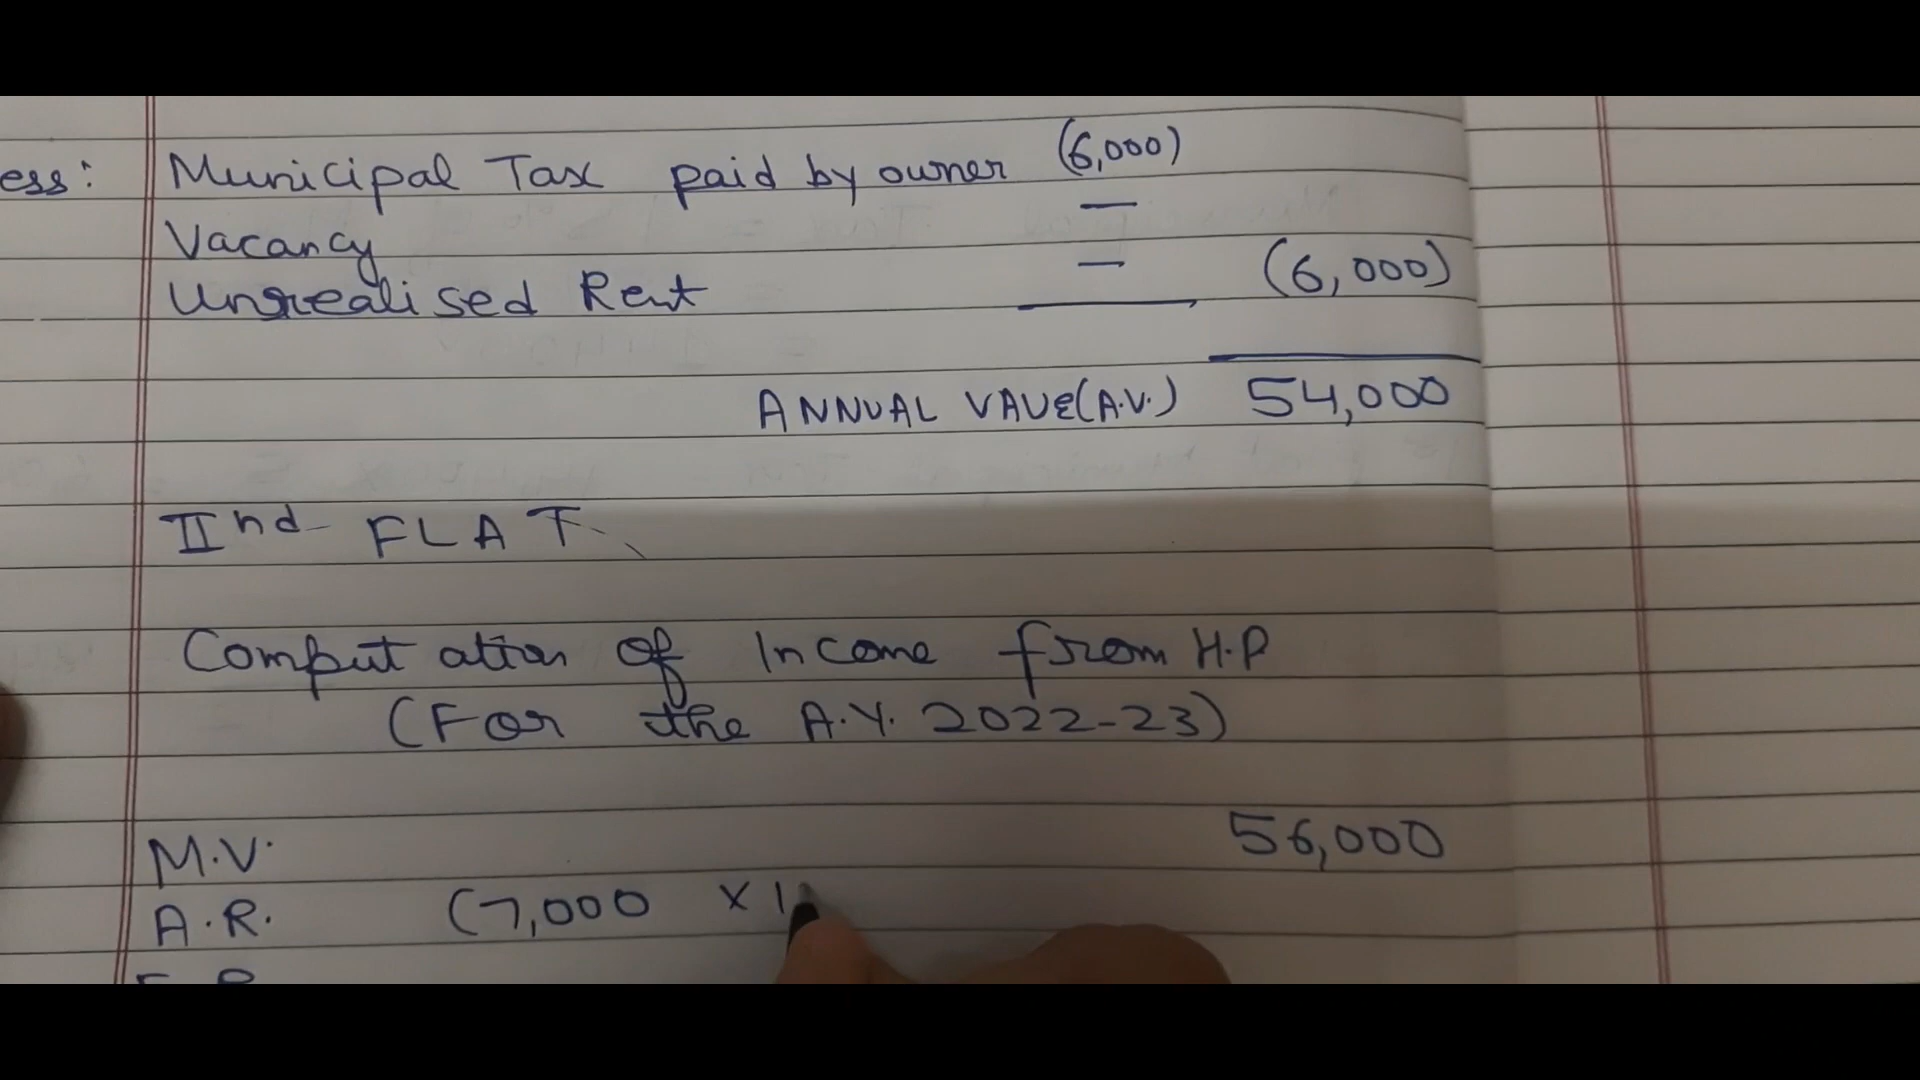 ess: Municipal Tax paid by owner (6,000)
Vacancy —
Unrealised Rent — (6,000)
ANNUAL VAUE(A.V.) 54,000
IInd FLAT
Computation of Income from H.P
(For the A.Y. 2022-23)
M.V. 56,000
A.R. (7,000 x 1